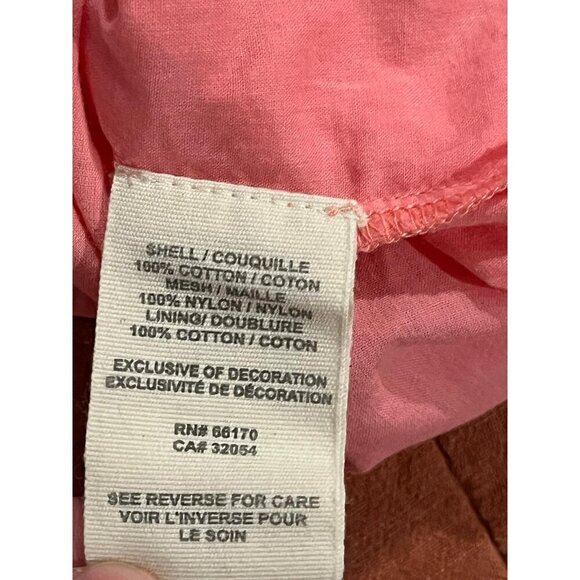 SHELL / COUQUILLE
100% COTTON / COTON
MESH / MAILLE
100% NYLON / NYLON
LINING/ DOUBLURE
100% COTTON / COTON
EXCLUSIVE OF DECORATION
EXCLUSIVITÉ DE DÉCORATION
RN# 66170
CA# 32054
SEE REVERSE FOR CARE
VOIR L'INVERSE POUR
LE SOIN